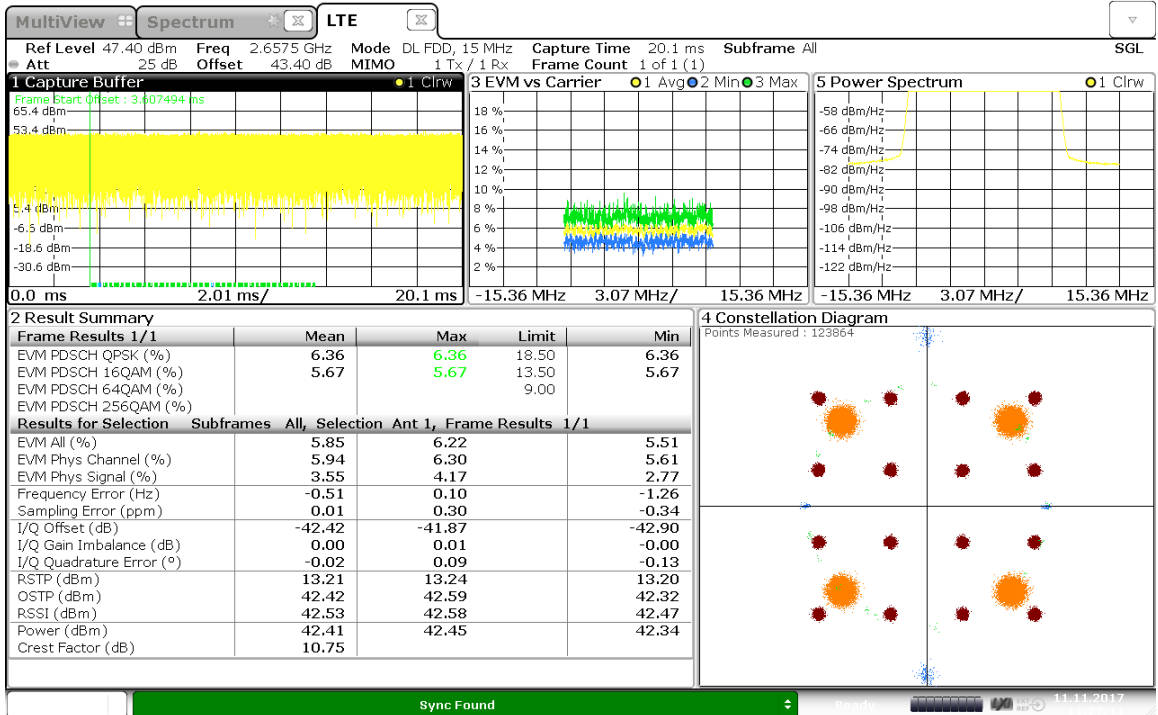 MultiView Spectrum LTE
Ref Level 47.40 dBm Freq 2.6575 GHz Mode DL FDD, 15 MHz Capture Time 20.1 ms Subframe All SGL
Att 25 dB Offset 43.40 dB MIMO 1 Tx / 1 Rx Frame Count 1 of 1 (1)
1 Capture Buffer 1 Clrw
Frame Start Offset : 3.607494 ms
65.4 dBm
53.4 dBm
5.4 dBm
-6.5 dBm
-18.6 dBm
-30.6 dBm
0.0 ms 2.01 ms/ 20.1 ms
3 EVM vs Carrier 1 Avg 2 Min 3 Max
18 %
16 %
14 %
12 %
10 %
8 %
6 %
4 %
2 %
-15.36 MHz 3.07 MHz/ 15.36 MHz
5 Power Spectrum 1 Clrw
-58 dBm/Hz
-66 dBm/Hz
-74 dBm/Hz
-82 dBm/Hz
-90 dBm/Hz
-98 dBm/Hz
-106 dBm/Hz
-114 dBm/Hz
-122 dBm/Hz
-15.36 MHz 3.07 MHz/ 15.36 MHz
2 Result Summary
Frame Results 1/1 Mean Max Limit Min
EVM PDSCH QPSK (%) 6.36 6.36 18.50 6.36
EVM PDSCH 16QAM (%) 5.67 5.67 13.50 5.67
EVM PDSCH 64QAM (%) 9.00
EVM PDSCH 256QAM (%)
Results for Selection Subframes All, Selection Ant 1, Frame Results 1/1
EVM All (%) 5.85 6.22 5.51
EVM Phys Channel (%) 5.94 6.30 5.61
EVM Phys Signal (%) 3.55 4.17 2.77
Frequency Error (Hz) -0.51 0.10 -1.26
Sampling Error (ppm) 0.01 0.30 -0.34
I/Q Offset (dB) -42.42 -41.87 -42.90
I/Q Gain Imbalance (dB) 0.00 0.01 -0.00
I/Q Quadrature Error (º) -0.02 0.09 -0.13
RSTP (dBm) 13.21 13.24 13.20
OSTP (dBm) 42.42 42.59 42.32
RSSI (dBm) 42.53 42.58 42.47
Power (dBm) 42.41 42.45 42.34
Crest Factor (dB) 10.75
4 Constellation Diagram
Points Measured : 123864
Sync Found
Ready
LXI
EXT
REF
11.11.2017